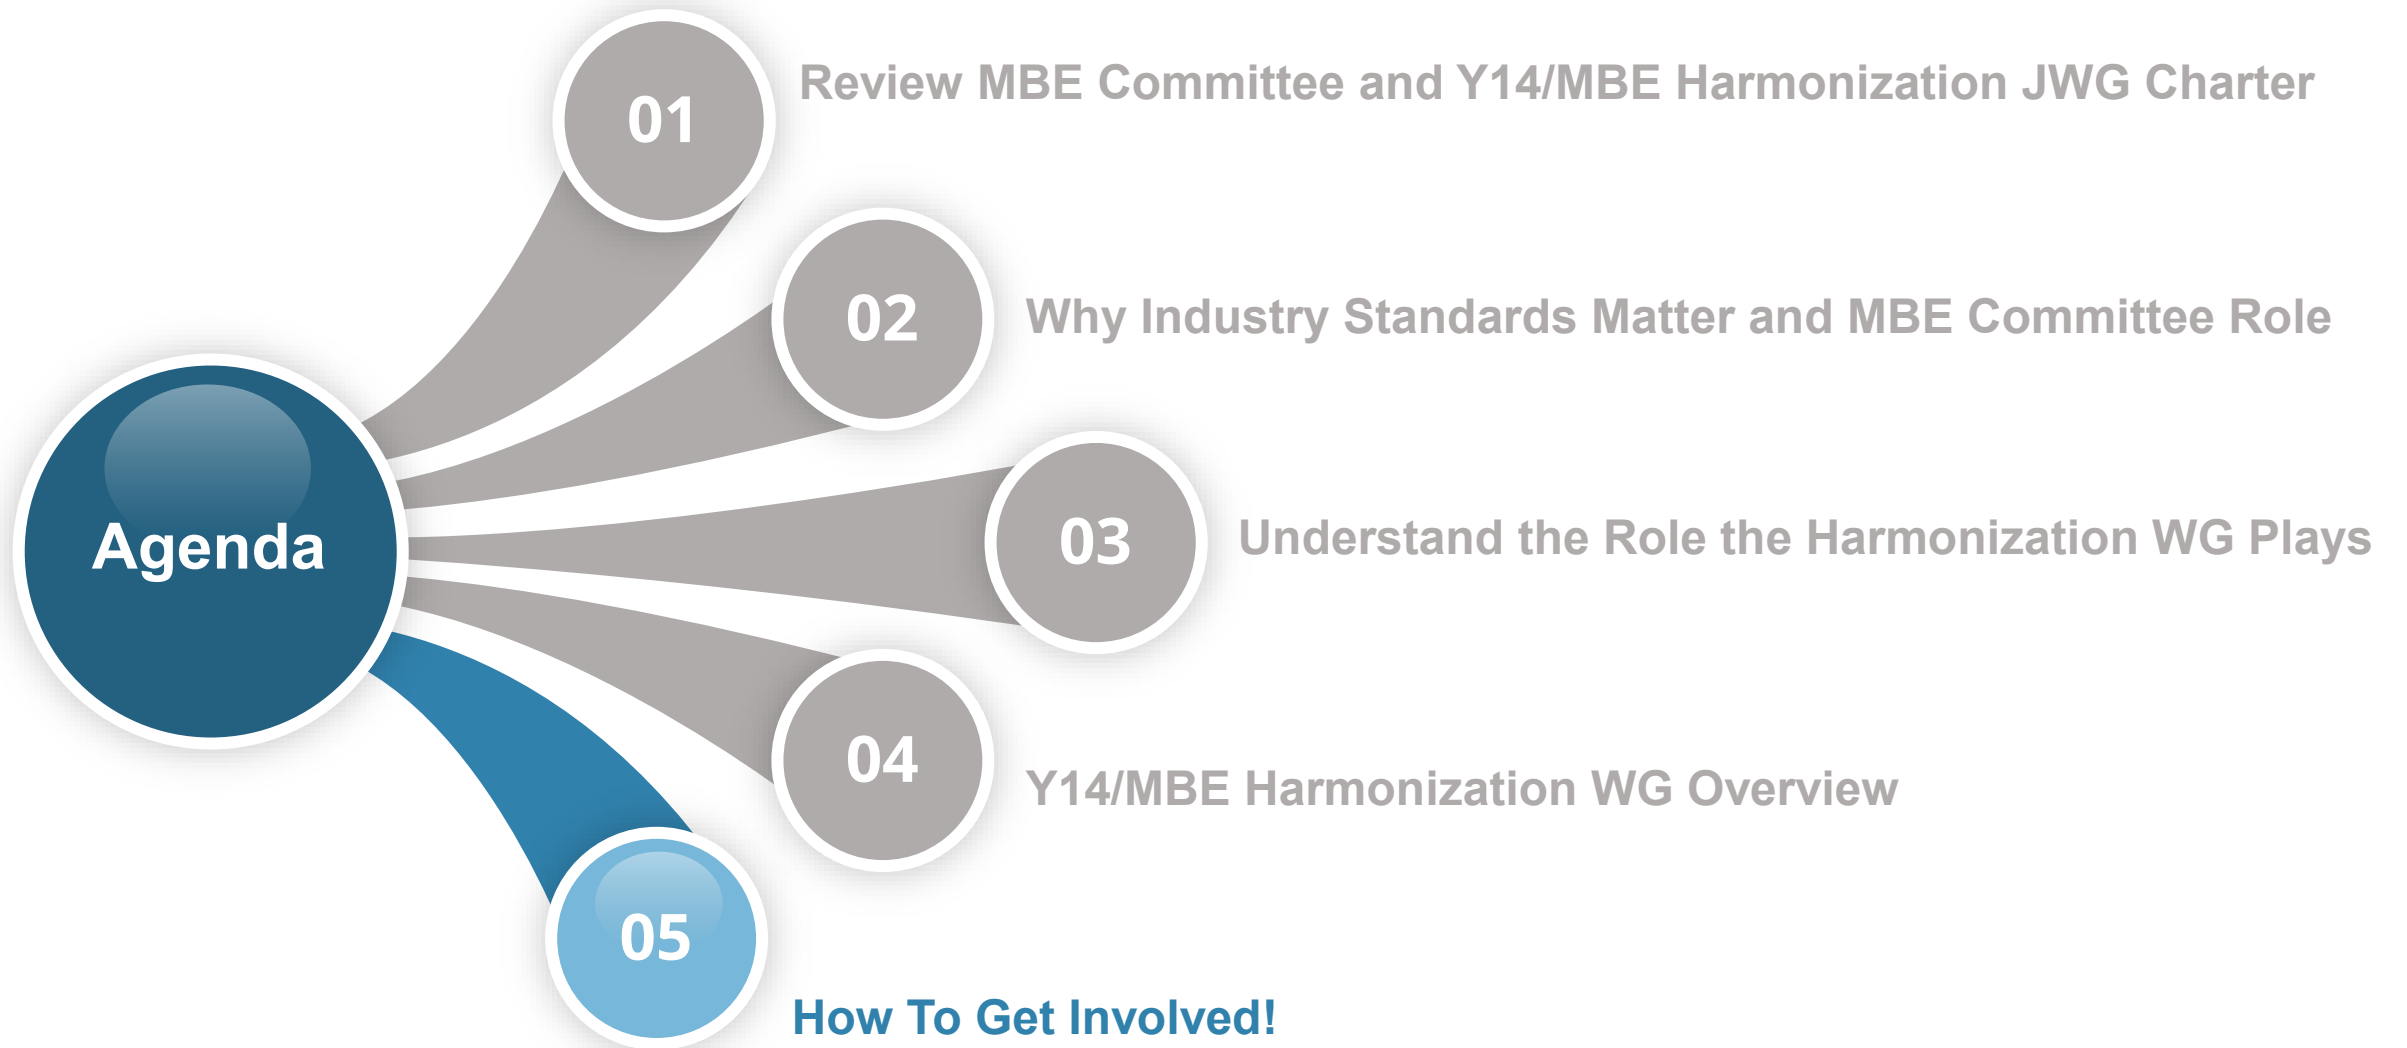 01
Review MBE Committee and Y14/MBE Harmonization JWG Charter
02
Why Industry Standards Matter and MBE Committee Role
Agenda
03
Understand the Role the Harmonization WG Plays
04
Y14/MBE Harmonization WG Overview
05
How To Get Involved!